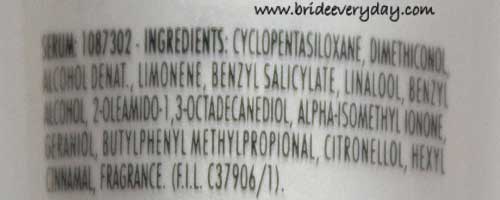 www.brideeveryday.com
SERUM: 1087302 - INGREDIENTS: CYCLOPENTASILOXANE, DIMETHICONOL,
ALCOHOL DENAT., LIMONENE, BENZYL SALICYLATE, LINALOOL, BENZYL
ALCOHOL, 2-OLEAMIDO-1,3-OCTADECANEDIOL, ALPHA-ISOMETHYL IONONE,
GERANIOL, BUTYLPHENYL METHYLPROPIONAL, CITRONELLOL, HEXYL
CINNAMAL, FRAGRANCE. (F.I.L. C37906/1).